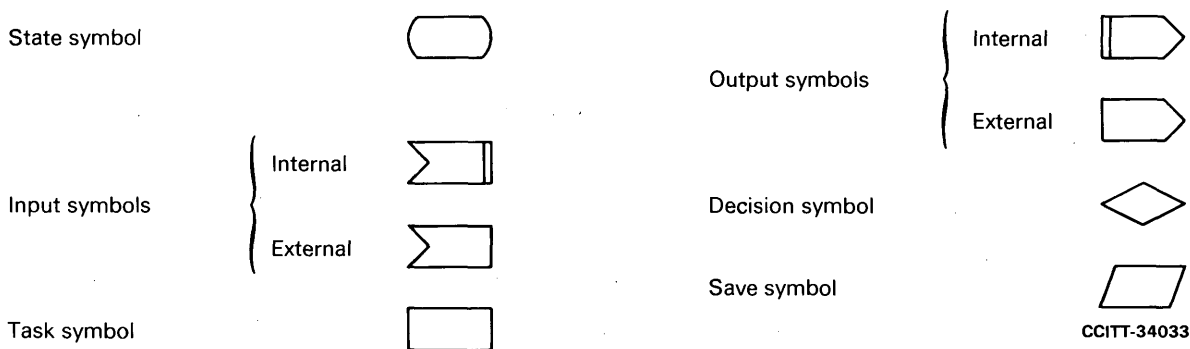 State symbol
Input symbols
Internal
External
Task symbol
Output symbols
Internal
External
Decision symbol
Save symbol
CCITT-34033